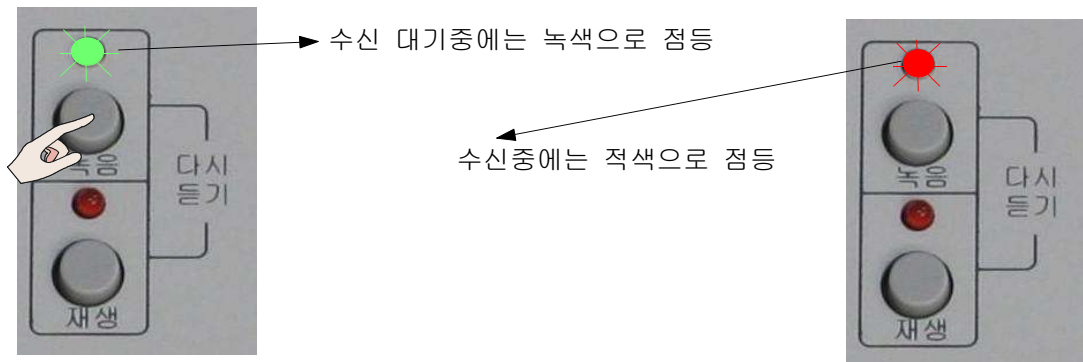 수신 대기중에는 녹색으로 점등
수신중에는 적색으로 점등
녹음
다시
듣기
재생
녹음
다시
듣기
재생